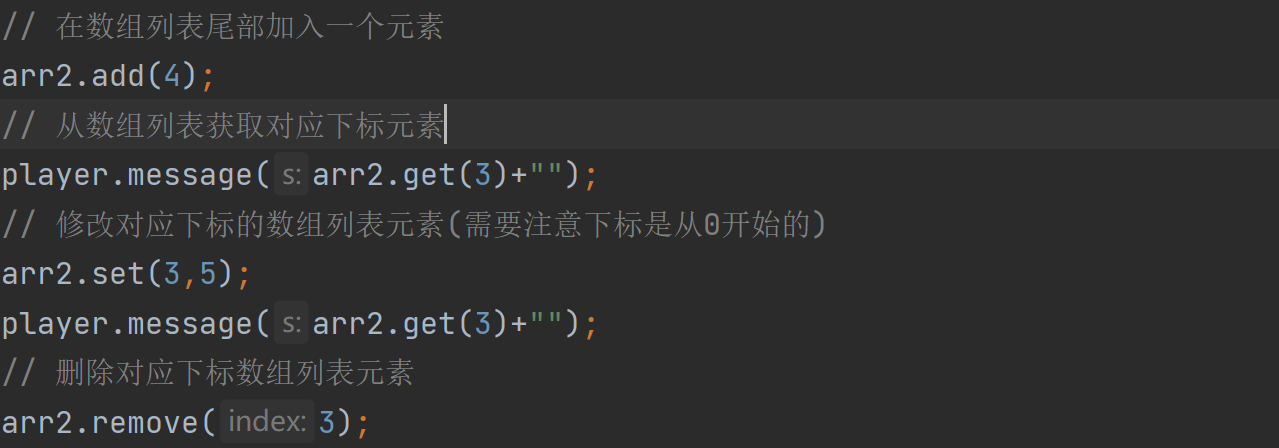 // 在数组列表尾部加入一个元素
arr2.add(4);
// 从数组列表获取对应下标元素
player.message( s: arr2.get(3)+"");
// 修改对应下标的数组列表元素(需要注意下标是从0开始的)
arr2.set(3,5);
player.message( s: arr2.get(3)+"");
// 删除对应下标数组列表元素
arr2.remove( index: 3);